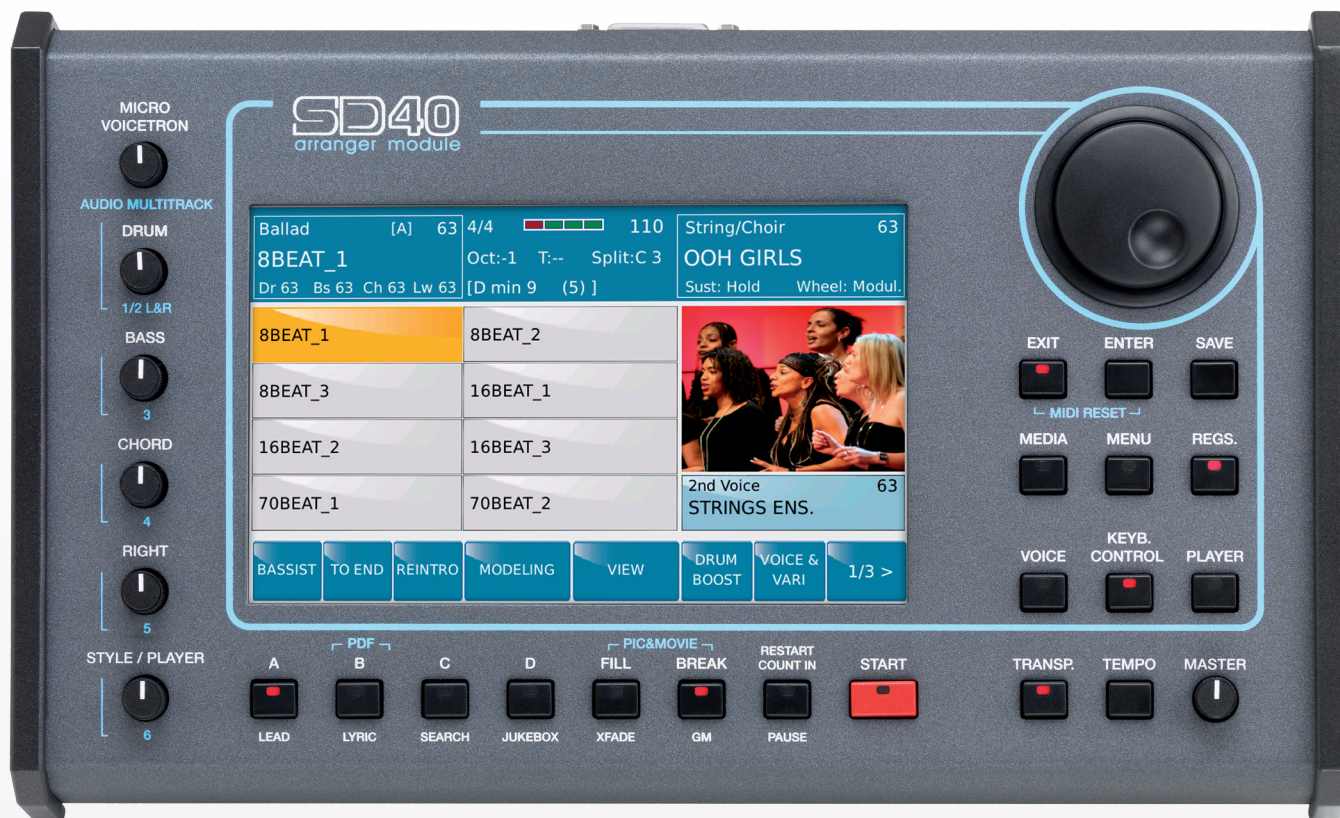 MICRO
VOICETRON
AUDIO MULTITRACK
DRUM
1/2 L&R
BASS
3
CHORD
4
RIGHT
5
STYLE / PLAYER
6
SD40
arranger module
Ballad [A] 63
8BEAT_1
Dr 63 Bs 63 Ch 63 Lw 63
4/4 110
Oct:-1 T:-- Split:C 3
[D min 9 (5) ]
String/Choir 63
OOH GIRLS
Sust: Hold Wheel: Modul.
8BEAT_1 8BEAT_2
8BEAT_3 16BEAT_1
16BEAT_2 16BEAT_3
70BEAT_1 70BEAT_2
2nd Voice 63
STRINGS ENS.
BASSIST TO END REINTRO MODELING VIEW DRUM BOOST VOICE & VARI 1/3 >
EXIT ENTER SAVE
MIDI RESET
MEDIA MENU REGS.
VOICE KEYB. CONTROL PLAYER
TRANSP. TEMPO MASTER
PDF PIC&MOVIE
A B C D FILL BREAK RESTART COUNT IN START
LEAD LYRIC SEARCH JUKEBOX XFADE GM PAUSE